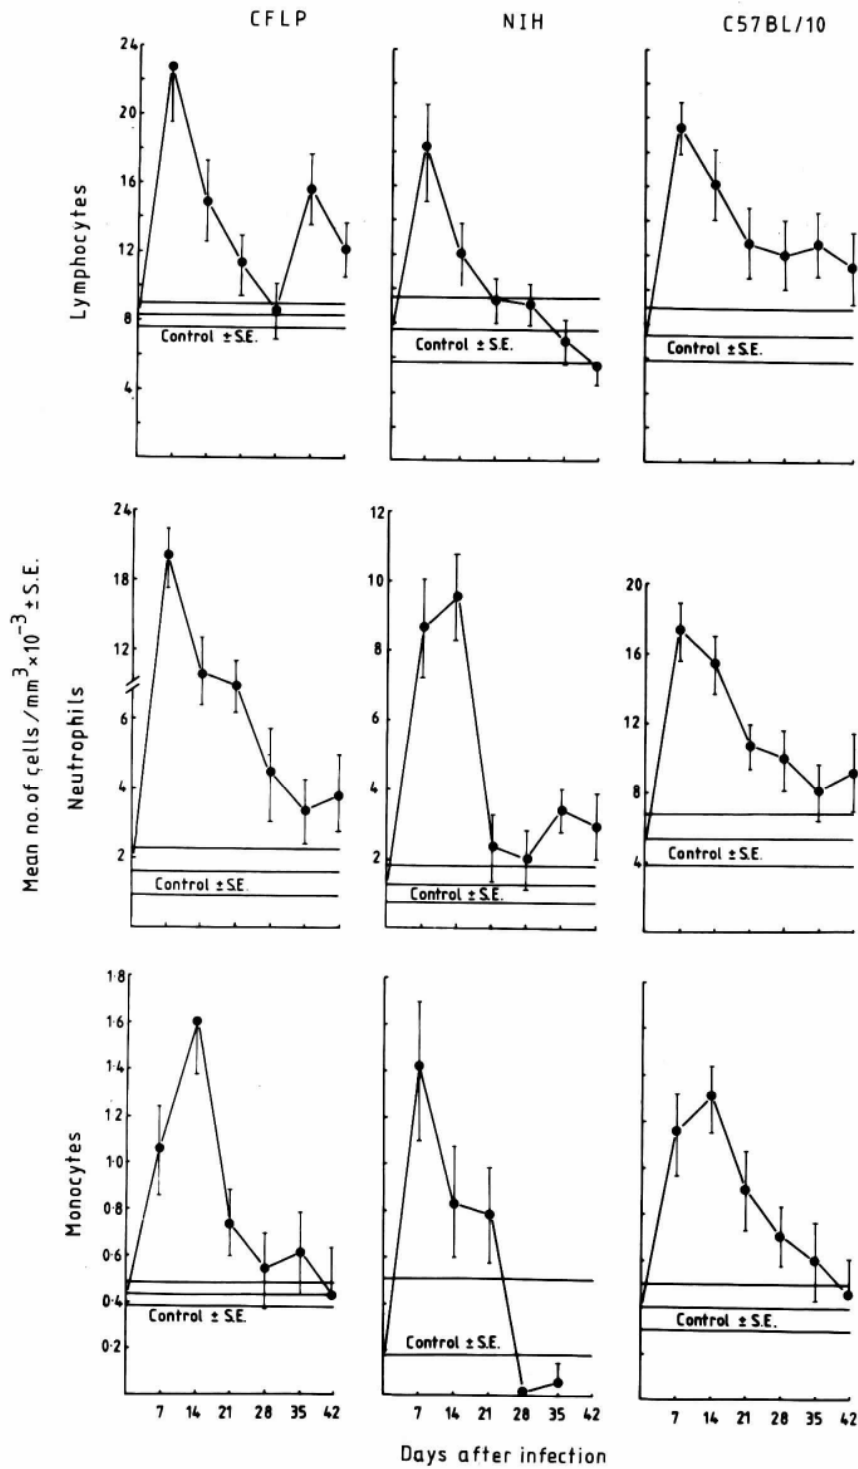 CFLP NIH C57BL/10
24
20
16
12
8
4
Lymphocytes
Control ± S.E.
Control ± S.E.
Control ± S.E.
Mean no. of cells/mm³ × 10⁻³ ± S.E.
24
18
12
6
4
2
Neutrophils
Control ± S.E.
12
10
8
6
4
2
Control ± S.E.
20
16
12
8
4
Control ± S.E.
1·8
1·6
1·4
1·2
1·0
0·8
0·6
0·4
0·2
Monocytes
Control ± S.E.
Control ± S.E.
Control ± S.E.
7 14 21 28 35 42 7 14 21 28 35 42 7 14 21 28 35 42
Days after infection